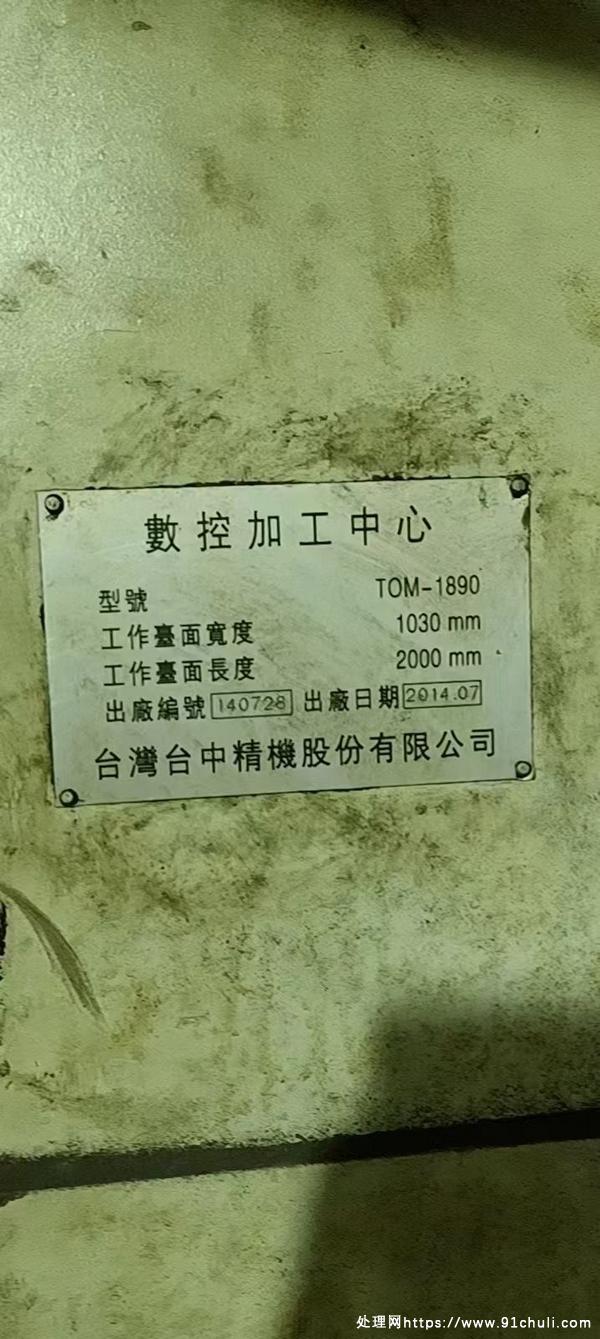 數控加工中心
型號 TOM-1890
工作臺面寬度 1030 mm
工作臺面長度 2000 mm
出廠編號 140728 出廠日期 2014.07
台灣台中精機股份有限公司
处理网https://www.91chuli.com